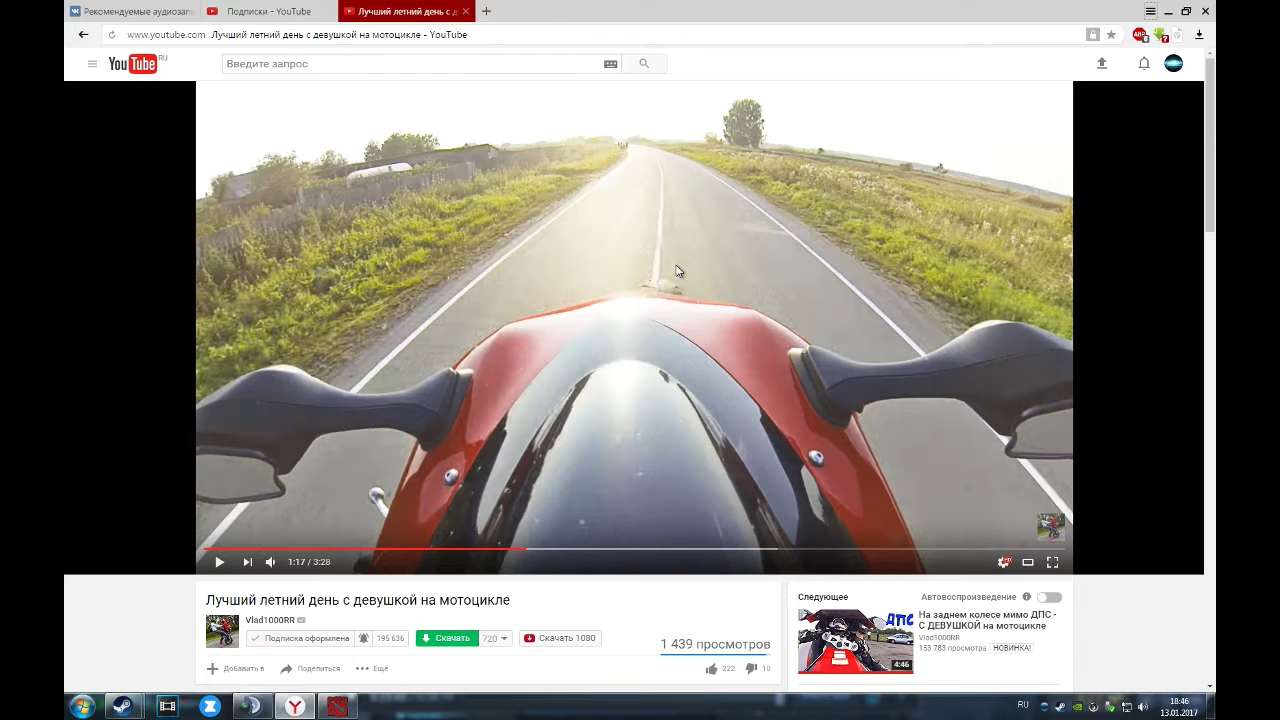 Рекомендуемые аудиозапи
Подписки - YouTube
Лучший летний день с де
www.youtube.com Лучший летний день с девушкой на мотоцикле - YouTube
YouTube RU
Введите запрос
1:17 / 3:28
HD
Лучший летний день с девушкой на мотоцикле
Vlad1000RR
Подписка оформлена 195 636
Скачать 720
Скачать 1080
1 439 просмотров
Добавить в
Поделиться
Ещё
222
10
Следующее
Автовоспроизведение
ДПС
4:46
На заднем колесе мимо ДПС -
С ДЕВУШКОЙ на мотоцикле
Vlad1000RR
153 783 просмотра НОВИНКА!
RU
18:46
13.01.2017